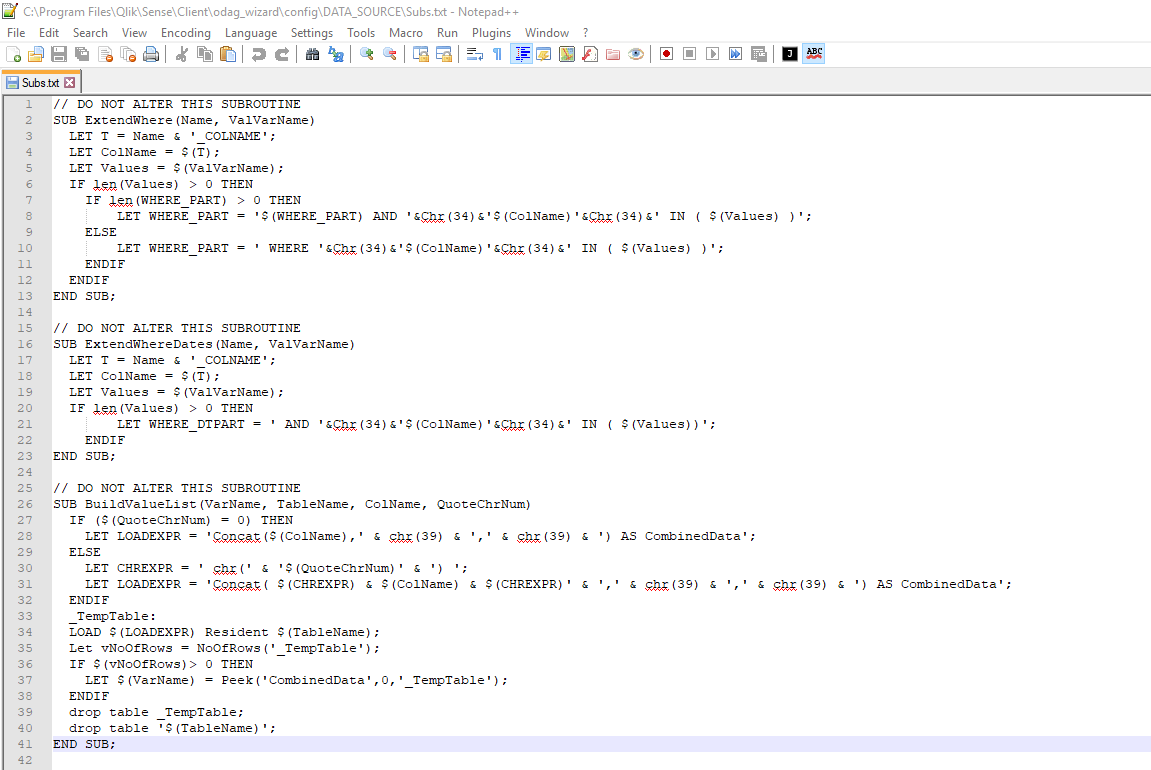 C:\Program Files\Qlik\Sense\Client\odag_wizard\config\DATA_SOURCE\Subs.txt - Notepad++
File Edit Search View Encoding Language Settings Tools Macro Run Plugins Window ?
J ABC
Subs.txt
1 // DO NOT ALTER THIS SUBROUTINE
2 SUB ExtendWhere(Name, ValVarName)
3 LET T = Name & '_COLNAME';
4 LET ColName = $(T);
5 LET Values = $(ValVarName);
6 IF len(Values) > 0 THEN
7 IF len(WHERE_PART) > 0 THEN
8 LET WHERE_PART = '$(WHERE_PART) AND '&Chr(34)&'$(ColName)'&Chr(34)&' IN ( $(Values) )';
9 ELSE
10 LET WHERE_PART = ' WHERE '&Chr(34)&'$(ColName)'&Chr(34)&' IN ( $(Values) )';
11 ENDIF
12 ENDIF
13 END SUB;
14
15 // DO NOT ALTER THIS SUBROUTINE
16 SUB ExtendWhereDates(Name, ValVarName)
17 LET T = Name & '_COLNAME';
18 LET ColName = $(T);
19 LET Values = $(ValVarName);
20 IF len(Values) > 0 THEN
21 LET WHERE_DTPART = ' AND '&Chr(34)&'$(ColName)'&Chr(34)&' IN ( $(Values))';
22 ENDIF
23 END SUB;
24
25 // DO NOT ALTER THIS SUBROUTINE
26 SUB BuildValueList(VarName, TableName, ColName, QuoteChrNum)
27 IF ($(QuoteChrNum) = 0) THEN
28 LET LOADEXPR = 'Concat($(ColName),' & chr(39) & ',' & chr(39) & ') AS CombinedData';
29 ELSE
30 LET CHREXPR = ' chr(' & '$(QuoteChrNum)' & ') ';
31 LET LOADEXPR = 'Concat( $(CHREXPR) & $(ColName) & $(CHREXPR)' & ',' & chr(39) & ',' & chr(39) & ') AS CombinedData';
32 ENDIF
33 _TempTable:
34 LOAD $(LOADEXPR) Resident $(TableName);
35 Let vNoOfRows = NoOfRows('_TempTable');
36 IF $(vNoOfRows)> 0 THEN
37 LET $(VarName) = Peek('CombinedData',0,'_TempTable');
38 ENDIF
39 drop table _TempTable;
40 drop table '$(TableName)';
41 END SUB;
42